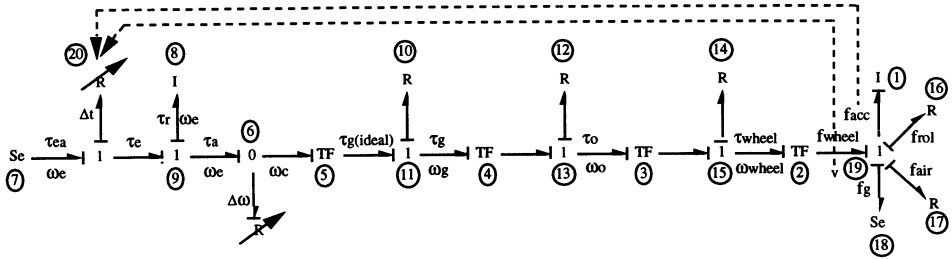 20 8 10 12 14
I 1 16
R I R R R R
Δt τr ωe facc frol
τea τe τa 6 τg(ideal) τg τo τwheel fwheel
Se 1 1 0 TF 1 TF 1 TF 1 TF 1
7 ωe 9 ωe ωc 5 11 ωg 4 13 ωo 3 15 ωwheel 2 19 fair
Δω fg
R Se R
18 17